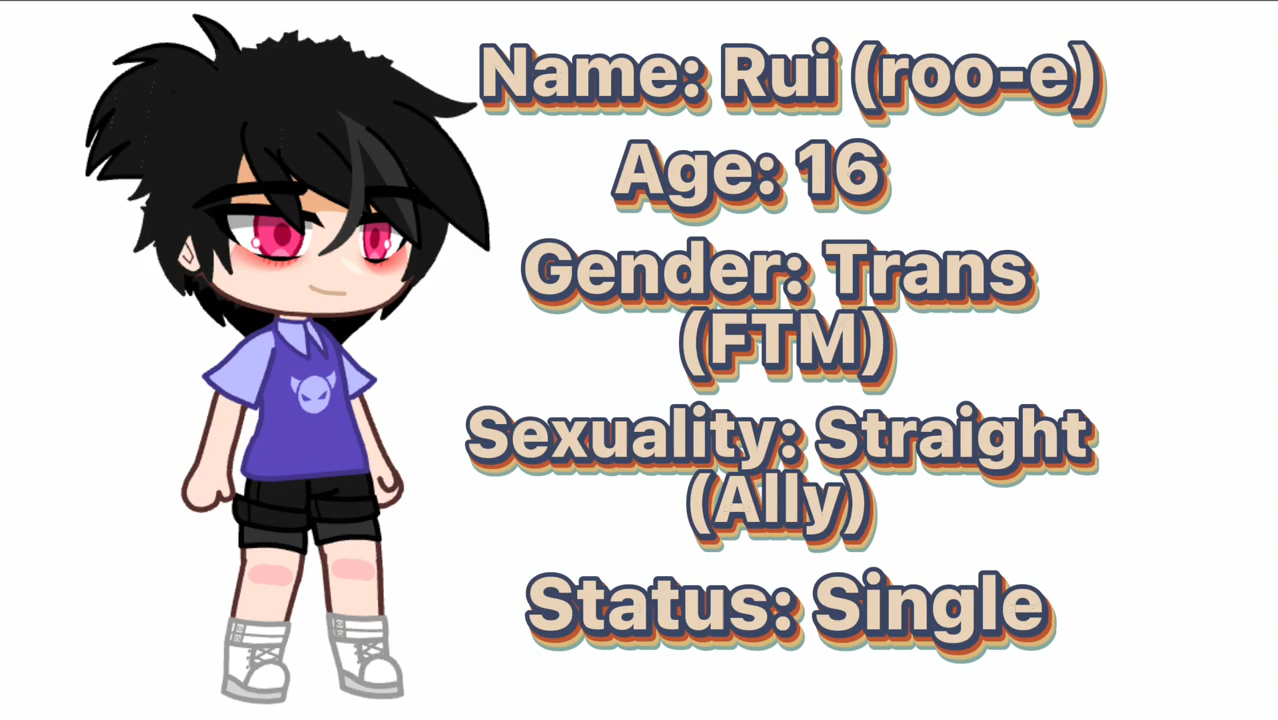 Name: Rui (roo-e)
Age: 16
Gender: Trans
(FTM)
Sexuality: Straight
(Ally)
Status: Single